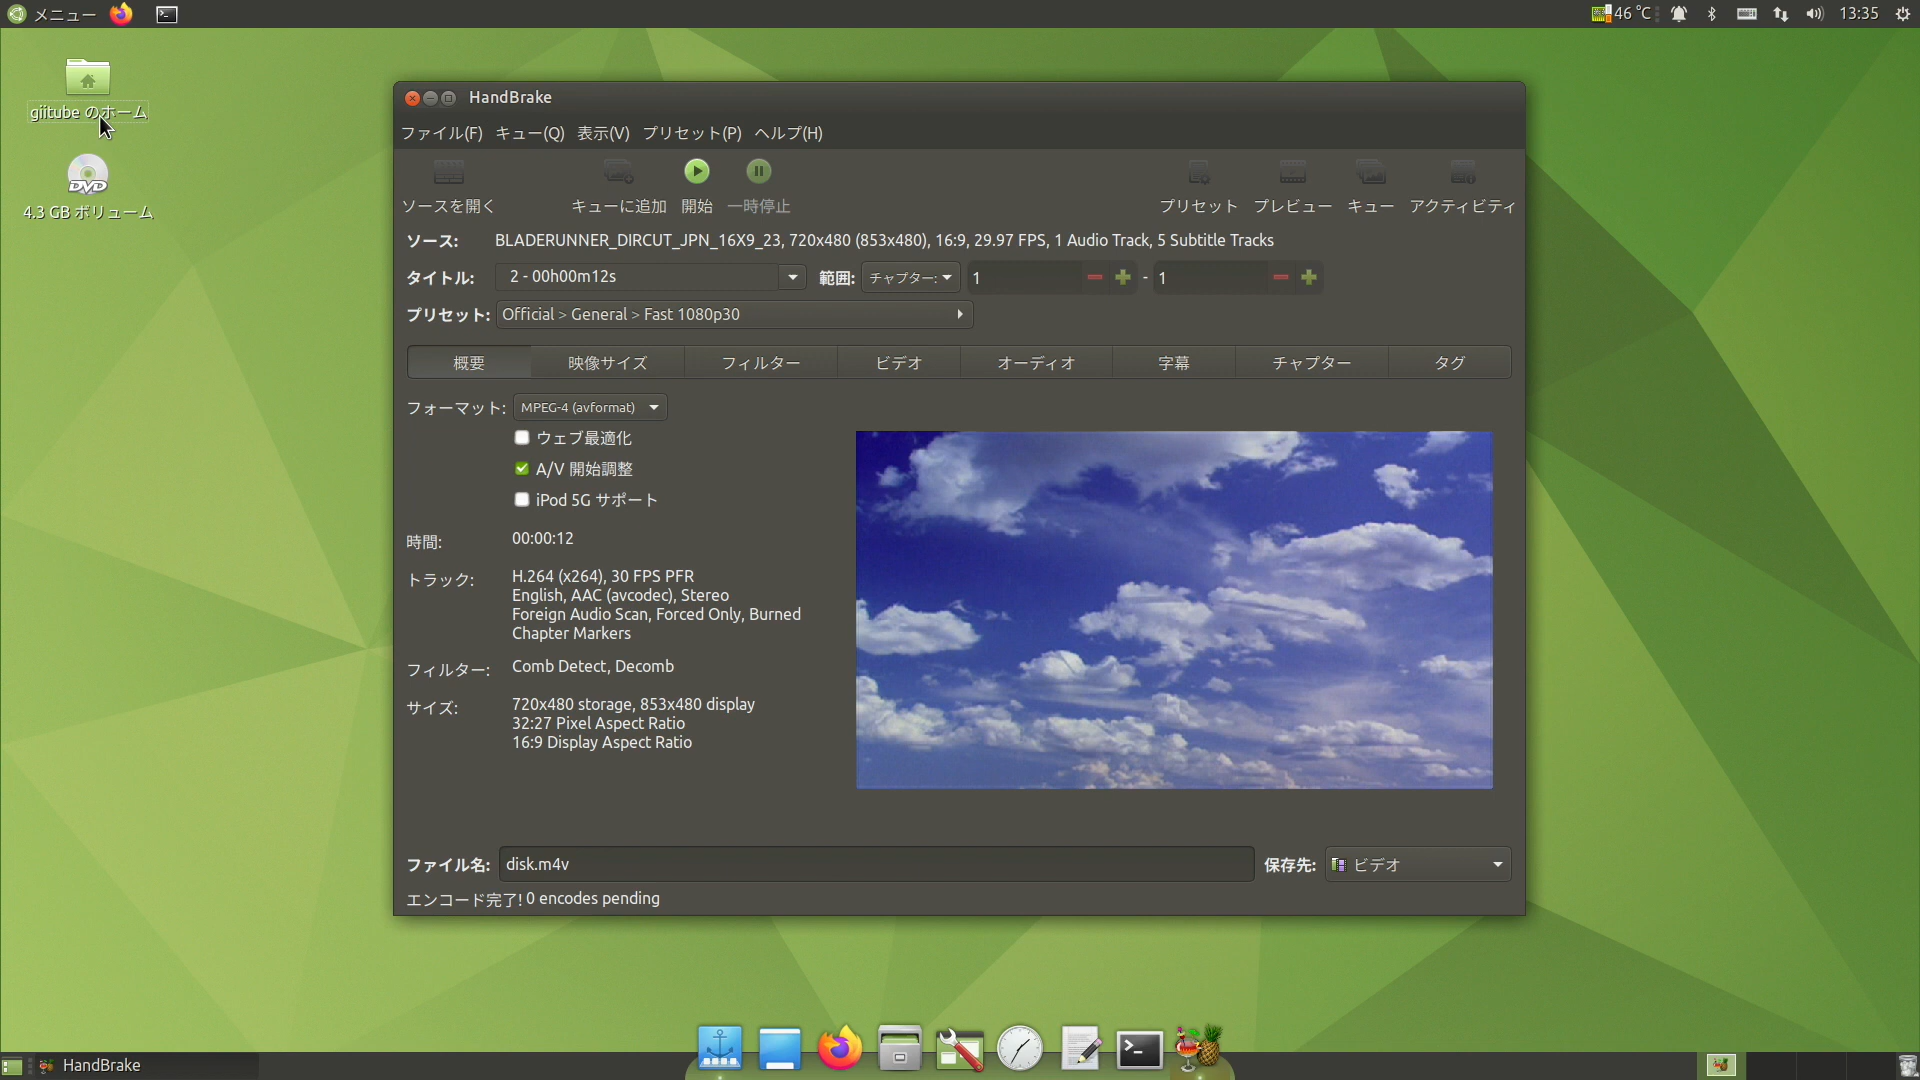 メニュー
46 °C
13:35
giitube のホーム
DVD
4.3 GB ボリューム
HandBrake
ファイル(F) キュー(Q) 表示(V) プリセット(P) ヘルプ(H)
ソースを開く キューに追加 開始 一時停止 プリセット プレビュー キュー アクティビティ
ソース: BLADERUNNER_DIRCUT_JPN_16X9_23, 720x480 (853x480), 16:9, 29.97 FPS, 1 Audio Track, 5 Subtitle Tracks
タイトル: 2 - 00h00m12s 範囲: チャプター: 1 - 1
プリセット: Official > General > Fast 1080p30
概要 映像サイズ フィルター ビデオ オーディオ 字幕 チャプター タグ
フォーマット: MPEG-4 (avformat)
ウェブ最適化
A/V 開始調整
iPod 5G サポート
時間: 00:00:12
トラック: H.264 (x264), 30 FPS PFR
English, AAC (avcodec), Stereo
Foreign Audio Scan, Forced Only, Burned
Chapter Markers
フィルター: Comb Detect, Decomb
サイズ: 720x480 storage, 853x480 display
32:27 Pixel Aspect Ratio
16:9 Display Aspect Ratio
ファイル名: disk.m4v 保存先: ビデオ
エンコード完了! 0 encodes pending
HandBrake